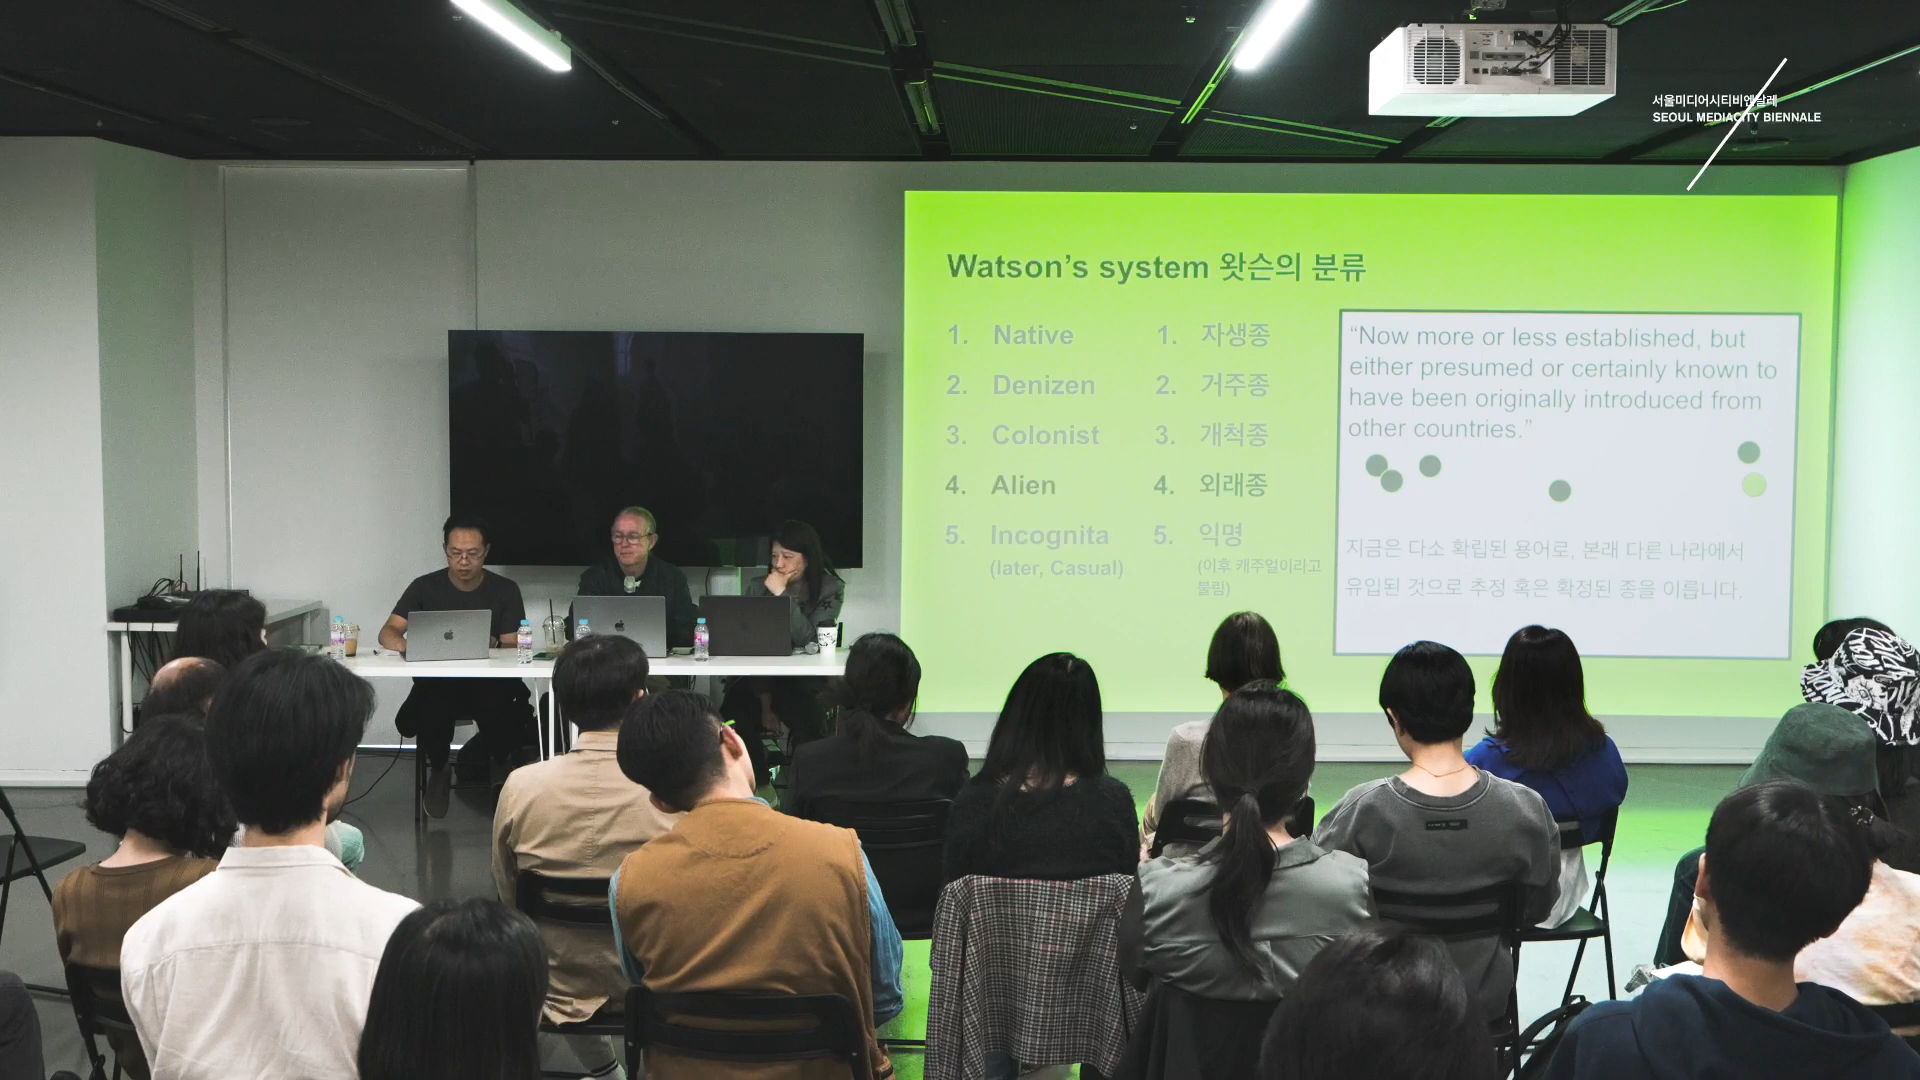 서울미디어시티비엔날레
SEOUL MEDIACITY BIENNALE
Watson's system 왓슨의 분류
1. Native
2. Denizen
3. Colonist
4. Alien
5. Incognita
(later, Casual)
1. 자생종
2. 거주종
3. 개척종
4. 외래종
5. 익명
(이후 캐주얼이라고
불림)
“Now more or less established, but
either presumed or certainly known to
have been originally introduced from
other countries.”
지금은 다소 확립된 용어로, 본래 다른 나라에서
유입된 것으로 추정 혹은 확정된 종을 이릅니다.